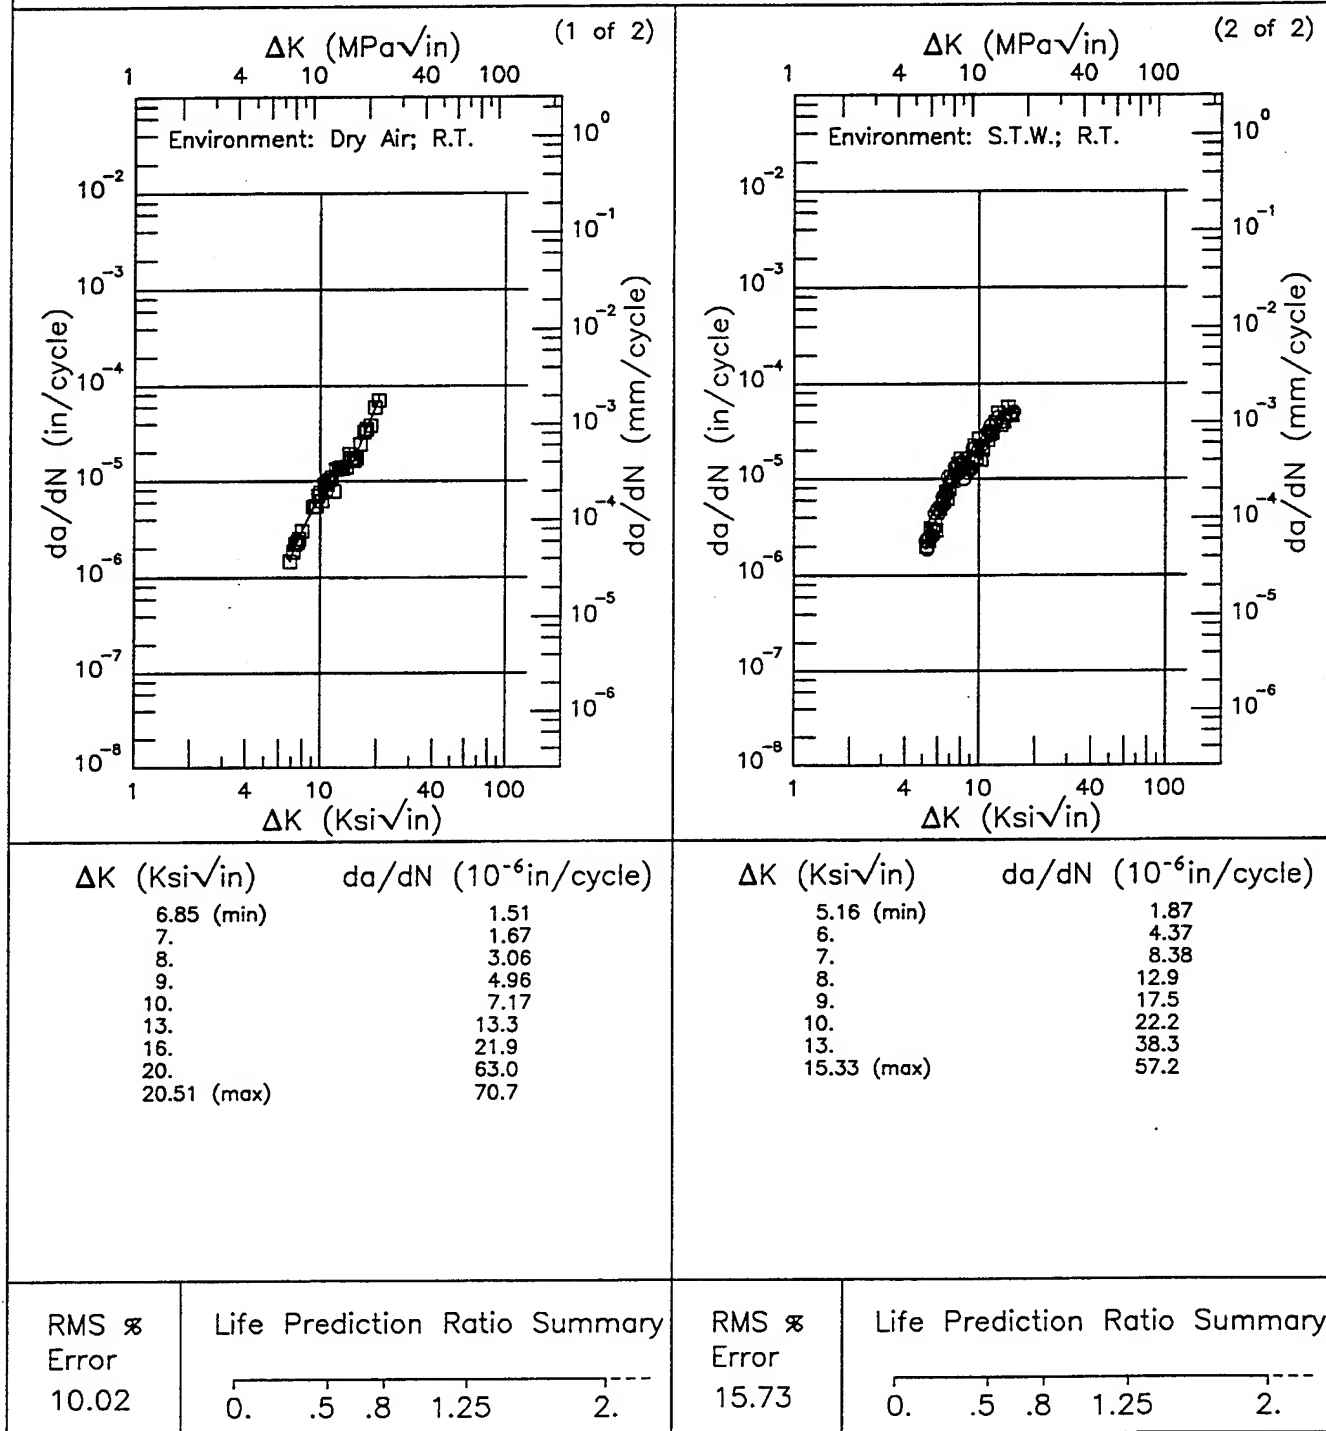 (1 of 2)
ΔK (MPa√in)
1 4 10 40 100
Environment: Dry Air; R.T.
da/dN (in/cycle)
10⁻²
10⁻³
10⁻⁴
10⁻⁵
10⁻⁶
10⁻⁷
10⁻⁸
da/dN (mm/cycle)
10⁰
10⁻¹
10⁻²
10⁻³
10⁻⁴
10⁻⁵
10⁻⁶
1 4 10 40 100
ΔK (Ksi√in)
ΔK (Ksi√in) da/dN (10⁻⁶in/cycle)
6.85 (min) 1.51
7. 1.67
8. 3.06
9. 4.96
10. 7.17
13. 13.3
16. 21.9
20. 63.0
20.51 (max) 70.7
RMS % Error
10.02
Life Prediction Ratio Summary
0. .5 .8 1.25 2.
(2 of 2)
ΔK (MPa√in)
1 4 10 40 100
Environment: S.T.W.; R.T.
da/dN (in/cycle)
10⁻²
10⁻³
10⁻⁴
10⁻⁵
10⁻⁶
10⁻⁷
10⁻⁸
da/dN (mm/cycle)
10⁰
10⁻¹
10⁻²
10⁻³
10⁻⁴
10⁻⁵
10⁻⁶
1 4 10 40 100
ΔK (Ksi√in)
ΔK (Ksi√in) da/dN (10⁻⁶in/cycle)
5.16 (min) 1.87
6. 4.37
7. 8.38
8. 12.9
9. 17.5
10. 22.2
13. 38.3
15.33 (max) 57.2
RMS %
Error
15.73
Life Prediction Ratio Summary
0. .5 .8 1.25 2.